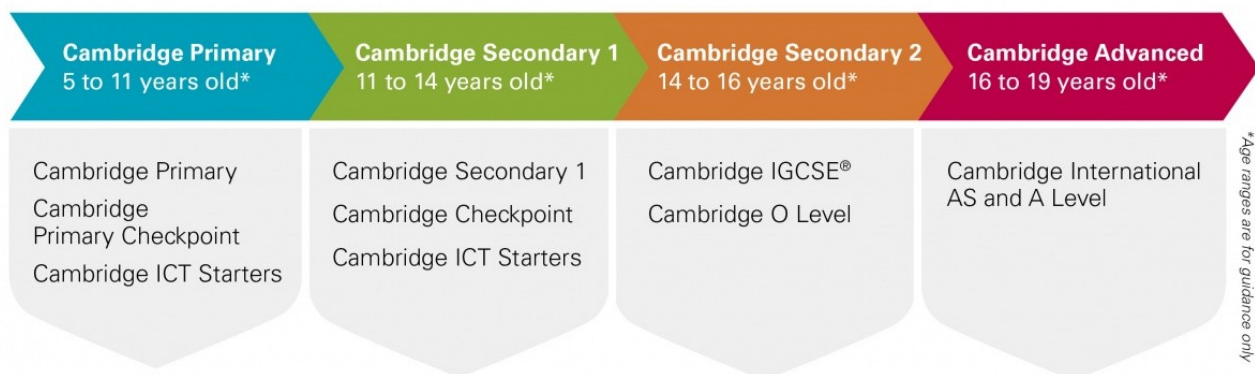 Cambridge Primary
5 to 11 years old*
Cambridge Secondary 1
11 to 14 years old*
Cambridge Secondary 2
14 to 16 years old*
Cambridge Advanced
16 to 19 years old*
Cambridge Primary
Cambridge
Primary Checkpoint
Cambridge ICT Starters
Cambridge Secondary 1
Cambridge Checkpoint
Cambridge ICT Starters
Cambridge IGCSE®
Cambridge O Level
Cambridge International
AS and A Level
*Age ranges are for guidance only